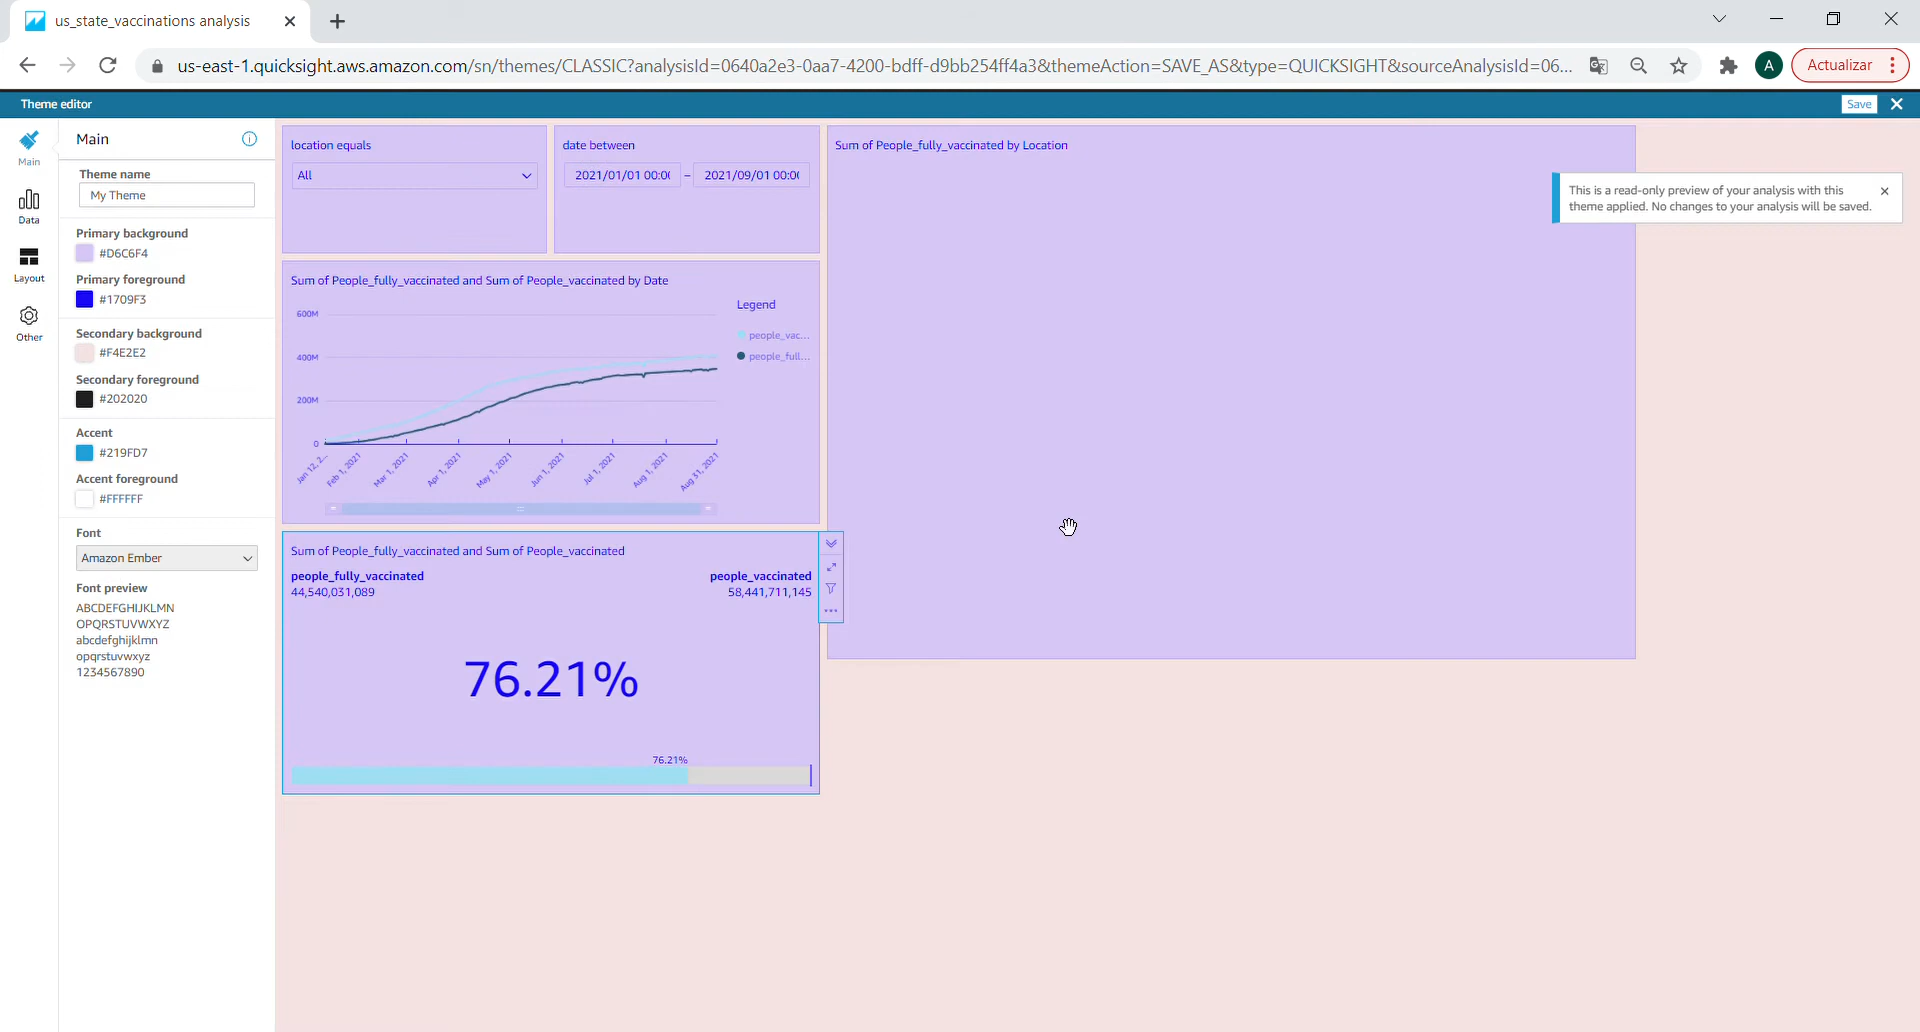 us_state_vaccinations analysis
us-east-1.quicksight.aws.amazon.com/sn/themes/CLASSIC?analysisId=0640a2e3-0aa7-4200-bdff-d9bb254ff4a3&themeAction=SAVE_AS&type=QUICKSIGHT&sourceAnalysisId=06...
A
Actualizar
Theme editor
Save
Main
Data
Layout
Other
Main
Theme name
My Theme
Primary background
#D6C6F4
Primary foreground
#1709F3
Secondary background
#F4E2E2
Secondary foreground
#202020
Accent
#219FD7
Accent foreground
#FFFFFF
Font
Amazon Ember
Font preview
ABCDEFGHIJKLMN
OPQRSTUVWXYZ
abcdefghijklmn
opqrstuvwxyz
1234567890
location equals
All
date between
2021/01/01 00:0(
–
2021/09/01 00:0(
Sum of People_fully_vaccinated by Location
This is a read-only preview of your analysis with this
theme applied. No changes to your analysis will be saved.
Sum of People_fully_vaccinated and Sum of People_vaccinated by Date
Legend
people_vac...
people_full...
600M
400M
200M
0
Jan 12, 2...
Feb 1, 2021
Mar 1, 2021
Apr 1, 2021
May 1, 2021
Jun 1, 2021
Jul 1, 2021
Aug 1, 2021
Aug 31, 2021
Sum of People_fully_vaccinated and Sum of People_vaccinated
people_fully_vaccinated
44,540,031,089
people_vaccinated
58,441,711,145
76.21%
76.21%